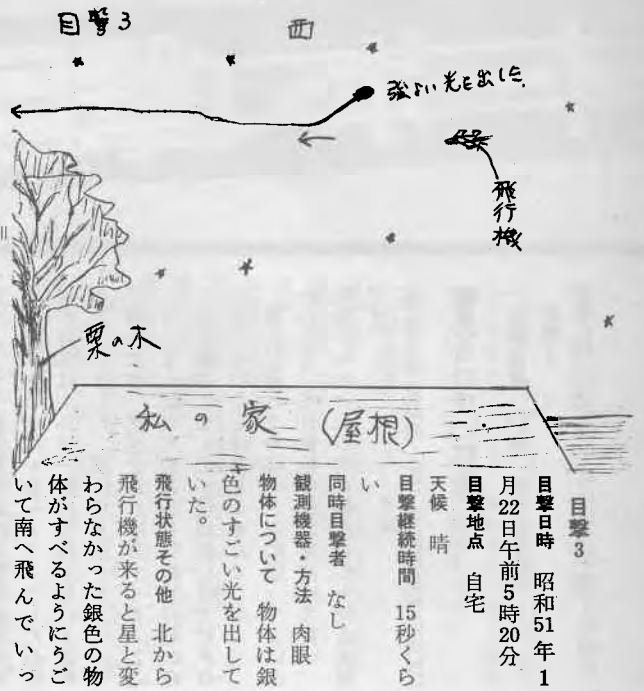 目撃3
西
強よい光を出した.
飛行機
栗の木
私の家(屋根)
目撃3
目撃日時 昭和51年1
月22日午前5時20分
目撃地点 自宅
天候 晴
目撃継続時間 15秒くら
い
同時目撃者 なし
観測機器・方法 肉眼
物体について 物体は銀
色のすごい光を出して
いた。
飛行状態その他 北から
飛行機が来ると星と変
わらなかった銀色の物
体がすべるようにうご
いて南へ飛んでいっ